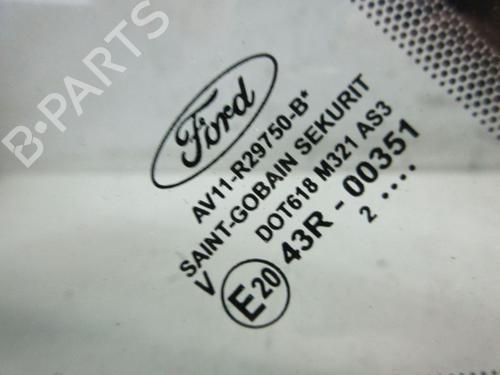 B-PARTS
Ford
AV11-R29750-B*
SAINT-GOBAIN SEKURIT
DOT618 M321 AS3
V E20 43R - 00351
2 ....